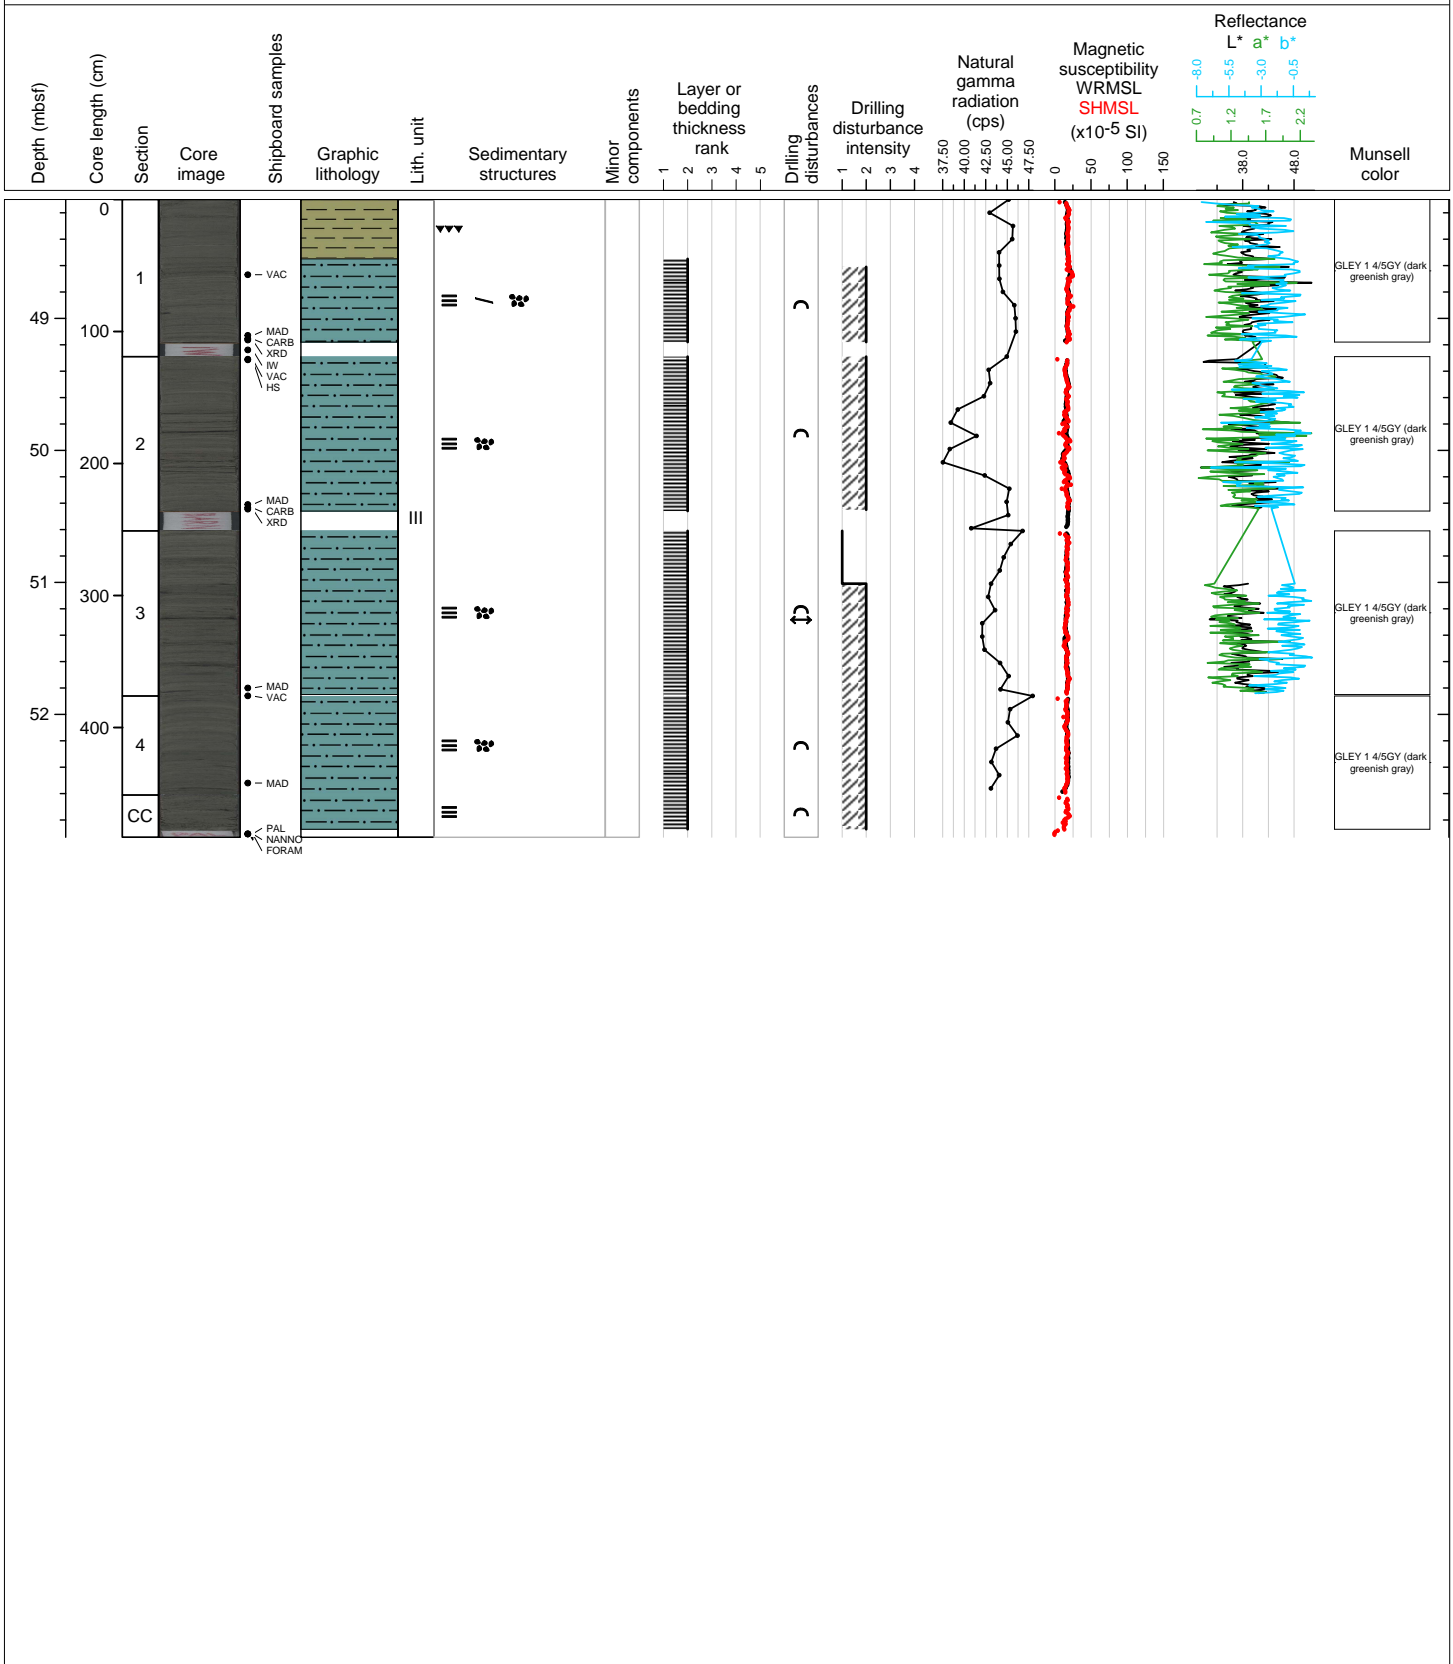 Depth (mbsf)
Core length (cm)
Section
Core
image
Shipboard samples
Graphic
lithology
Lith. unit
Sedimentary
structures
Minor
components
Layer or
bedding
thickness
rank
1 2 3 4 5
Drlling
disturbances
Drilling
disturbance
intensity
1 2 3 4
Natural
gamma
radiation
(cps)
37.50 40.00 42.50 45.00 47.50
Magnetic
susceptibility
WRMSL
SHMSL
(x10-5 SI)
0 50 100 150
Reflectance
L* a* b*
-8.0 -5.5 -3.0 -0.5
0.7 1.2 1.7 2.2
38.0 48.0
Munsell
color
0
1
VAC
GLEY 1 4/5GY (dark
greenish gray)
49
100
MAD
CARB
XRD
IW
VAC
HS
2
50
200
GLEY 1 4/5GY (dark
greenish gray)
MAD
CARB
XRD
III
51
300
3
GLEY 1 4/5GY (dark
greenish gray)
MAD
VAC
52
400
4
GLEY 1 4/5GY (dark
greenish gray)
MAD
CC
PAL
NANNO
FORAM